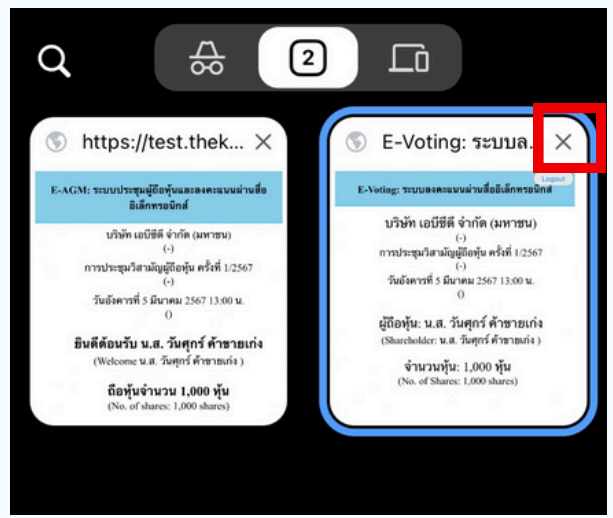 2
https://test.thek...
E-AGM: ระบบประชุมผู้ถือหุ้นและลงคะแนนผ่านสื่อ
อิเล็กทรอนิกส์
บริษัท เอบีซีดี จำกัด (มหาชน)
(-)
การประชุมวิสามัญผู้ถือหุ้น ครั้งที่ 1/2567
(-)
วันอังคารที่ 5 มีนาคม 2567 13:00 น.
()
ยินดีต้อนรับ น.ส. วันศุกร์ ค้าขายเก่ง
(Welcome น.ส. วันศุกร์ ค้าขายเก่ง )
ถือหุ้นจำนวน 1,000 หุ้น
(No. of shares: 1,000 shares)
E-Voting: ระบบล.
Logout
E-Voting: ระบบลงคะแนนผ่านสื่ออิเล็กทรอนิกส์
บริษัท เอบีซีดี จำกัด (มหาชน)
(-)
การประชุมวิสามัญผู้ถือหุ้น ครั้งที่ 1/2567
(-)
วันอังคารที่ 5 มีนาคม 2567 13:00 น.
()
ผู้ถือหุ้น: น.ส. วันศุกร์ ค้าขายเก่ง
(Shareholder: น.ส. วันศุกร์ ค้าขายเก่ง )
จำนวนหุ้น: 1,000 หุ้น
(No. of Shares: 1,000 shares)